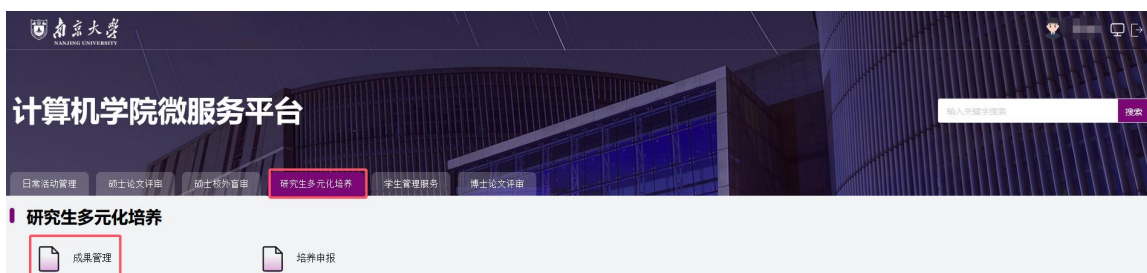 南京大学
NANJING UNIVERSITY
计算机学院微服务平台
输入关键字搜索
搜索
日常活动管理 硕士论文评审 硕士校外盲审 研究生多元化培养 学生管理服务 博士论文评审
研究生多元化培养
成果管理 培养申报